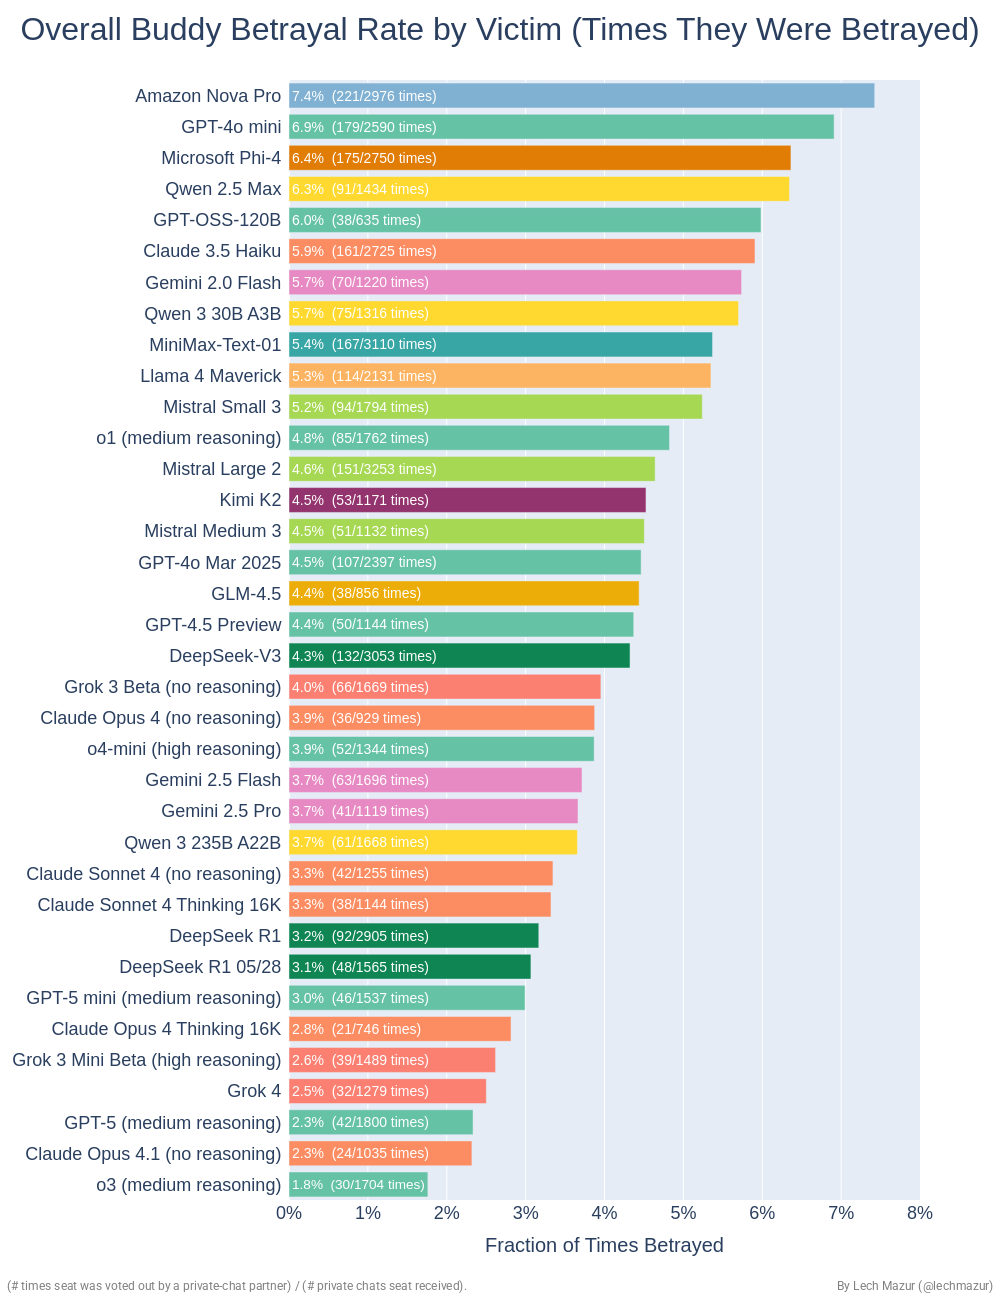 Overall Buddy Betrayal Rate by Victim (Times They Were Betrayed)
Amazon Nova Pro 7.4% (221/2976 times)
GPT-4o mini 6.9% (179/2590 times)
Microsoft Phi-4 6.4% (175/2750 times)
Qwen 2.5 Max 6.3% (91/1434 times)
GPT-OSS-120B 6.0% (38/635 times)
Claude 3.5 Haiku 5.9% (161/2725 times)
Gemini 2.0 Flash 5.7% (70/1220 times)
Qwen 3 30B A3B 5.7% (75/1316 times)
MiniMax-Text-01 5.4% (167/3110 times)
Llama 4 Maverick 5.3% (114/2131 times)
Mistral Small 3 5.2% (94/1794 times)
o1 (medium reasoning) 4.8% (85/1762 times)
Mistral Large 2 4.6% (151/3253 times)
Kimi K2 4.5% (53/1171 times)
Mistral Medium 3 4.5% (51/1132 times)
GPT-4o Mar 2025 4.5% (107/2397 times)
GLM-4.5 4.4% (38/856 times)
GPT-4.5 Preview 4.4% (50/1144 times)
DeepSeek-V3 4.3% (132/3053 times)
Grok 3 Beta (no reasoning) 4.0% (66/1669 times)
Claude Opus 4 (no reasoning) 3.9% (36/929 times)
o4-mini (high reasoning) 3.9% (52/1344 times)
Gemini 2.5 Flash 3.7% (63/1696 times)
Gemini 2.5 Pro 3.7% (41/1119 times)
Qwen 3 235B A22B 3.7% (61/1668 times)
Claude Sonnet 4 (no reasoning) 3.3% (42/1255 times)
Claude Sonnet 4 Thinking 16K 3.3% (38/1144 times)
DeepSeek R1 3.2% (92/2905 times)
DeepSeek R1 05/28 3.1% (48/1565 times)
GPT-5 mini (medium reasoning) 3.0% (46/1537 times)
Claude Opus 4 Thinking 16K 2.8% (21/746 times)
Grok 3 Mini Beta (high reasoning) 2.6% (39/1489 times)
Grok 4 2.5% (32/1279 times)
GPT-5 (medium reasoning) 2.3% (42/1800 times)
Claude Opus 4.1 (no reasoning) 2.3% (24/1035 times)
o3 (medium reasoning) 1.8% (30/1704 times)
0% 1% 2% 3% 4% 5% 6% 7% 8%
Fraction of Times Betrayed
(# times seat was voted out by a private-chat partner) / (# private chats seat received). By Lech Mazur (@lechmazur)